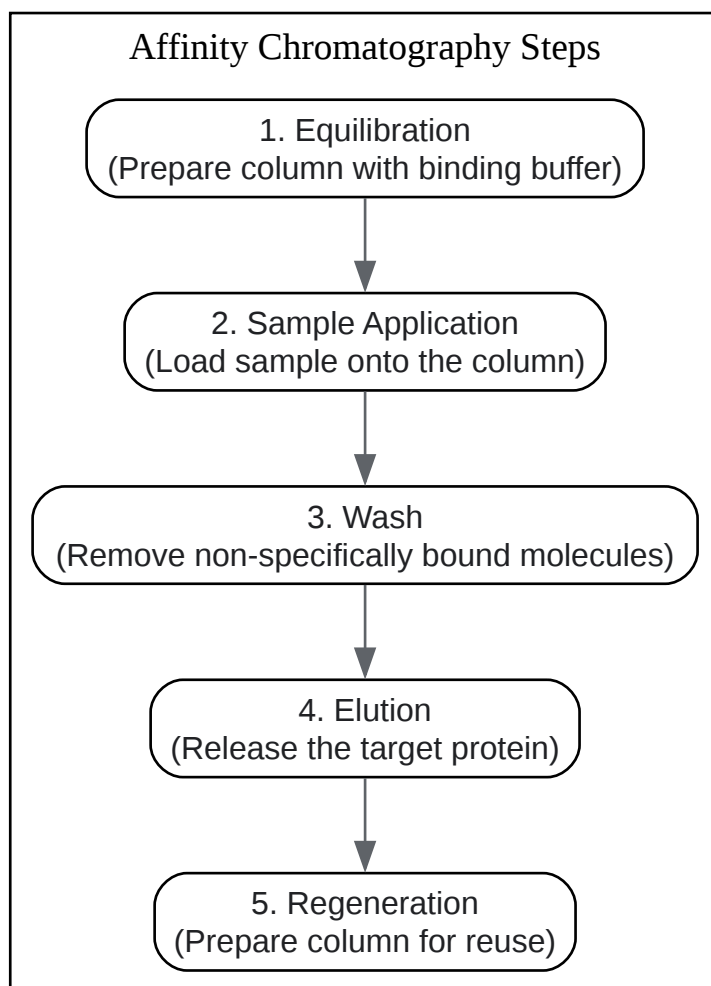 Affinity Chromatography Steps
1. Equilibration
(Prepare column with binding buffer)
2. Sample Application
(Load sample onto the column)
3. Wash
(Remove non-specifically bound molecules)
4. Elution
(Release the target protein)
5. Regeneration
(Prepare column for reuse)